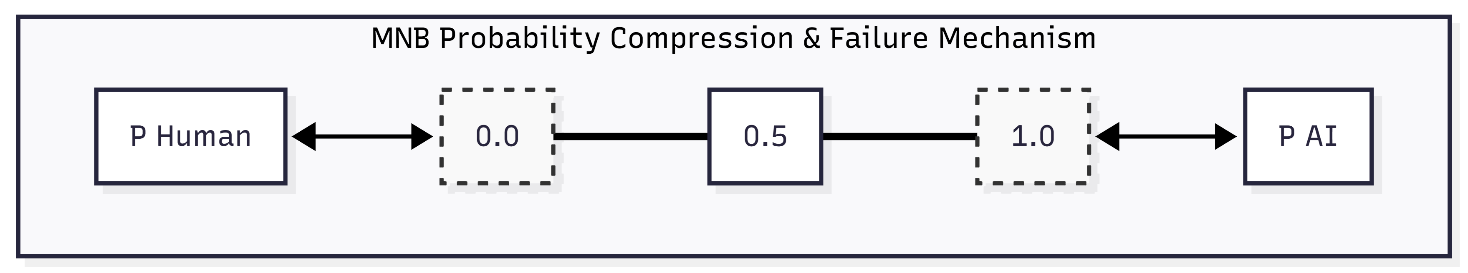 MNB Probability Compression & Failure Mechanism
P Human
0.0
0.5
1.0
P AI